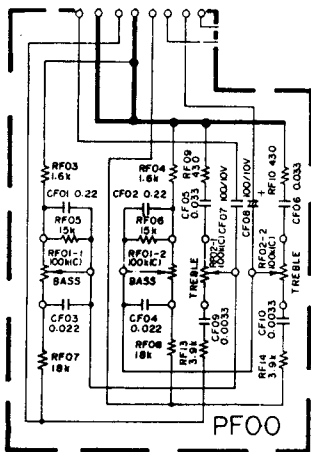 RF03
1.6k
CF01 0.22
RF05
15k
RF01-1
100k(C)
BASS
CF03
0.022
RF07
18k
RF04
1.6k
CF02 0.22
RF06
15k
RF01-2
100k(C)
BASS
CF04
0.022
RF08
18k
RF09
430
CF05
0.033
CF07 100/10V
TREBLE
RF02-1
100k(C)
CF09
0.0033
RF13
3.9k
CF08 100/10V
+
RF10 430
CF06 0.033
RF02-2
100k(C)
TREBLE
CF10
0.0033
RF14
3.9k
PF00